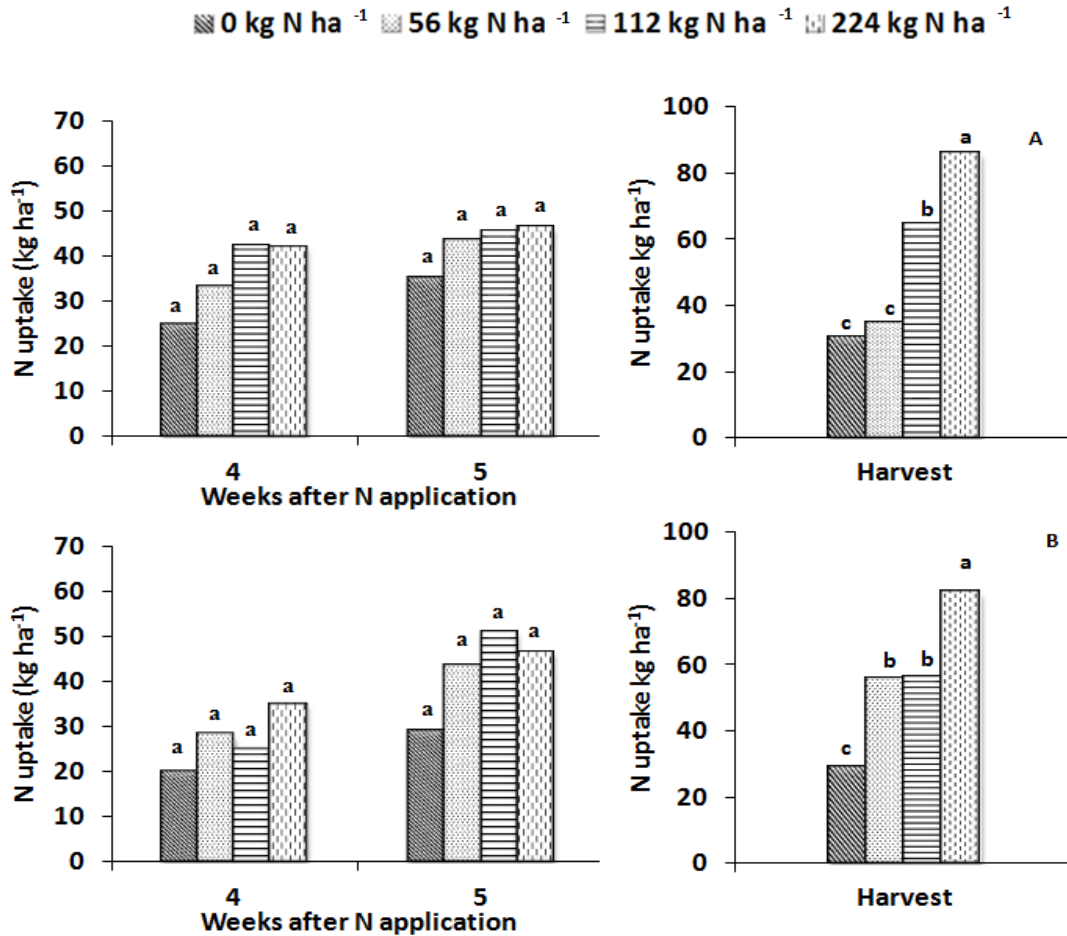 0 kg N ha -1 56 kg N ha -1 112 kg N ha -1 224 kg N ha -1
N uptake (kg ha-1)
70
60
50
40
30
20
10
0
a a a a a a a a
4 5
Weeks after N application
N uptake kg ha-1)
100
80
60
40
20
0
c c b a
A
Harvest
N uptake (kg ha-1)
70
60
50
40
30
20
10
0
a a a a a a a a
4 5
Weeks after N application
N uptake kg ha-1)
100
80
60
40
20
0
c b b a
B
Harvest